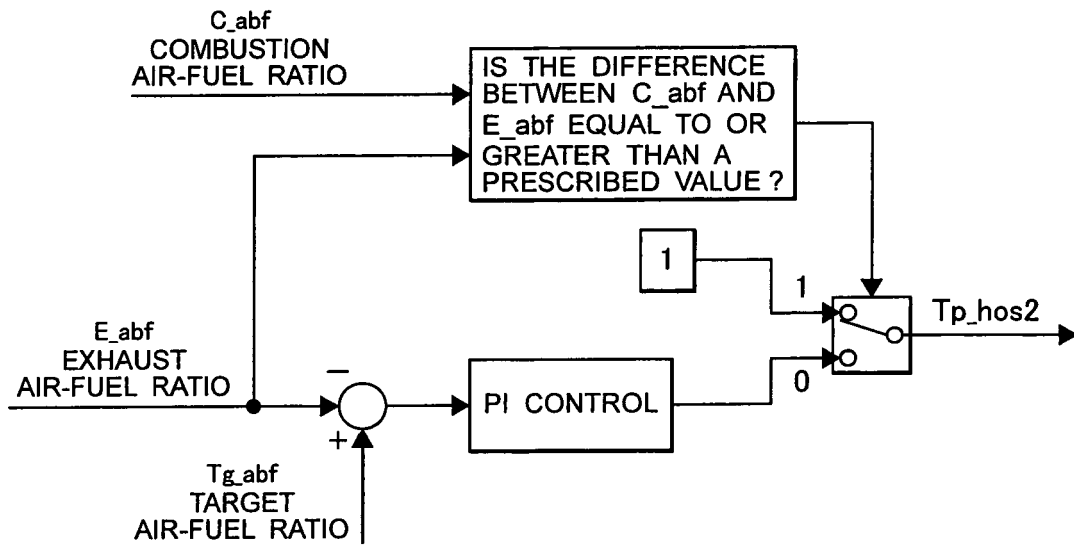 C_abf
COMBUSTION
AIR-FUEL RATIO
IS THE DIFFERENCE
BETWEEN C_abf AND
E_abf EQUAL TO OR
GREATER THAN A
PRESCRIBED VALUE ?
1
1
Tp_hos2
0
E_abf
EXHAUST
AIR-FUEL RATIO
−
+
PI CONTROL
Tg_abf
TARGET
AIR-FUEL RATIO